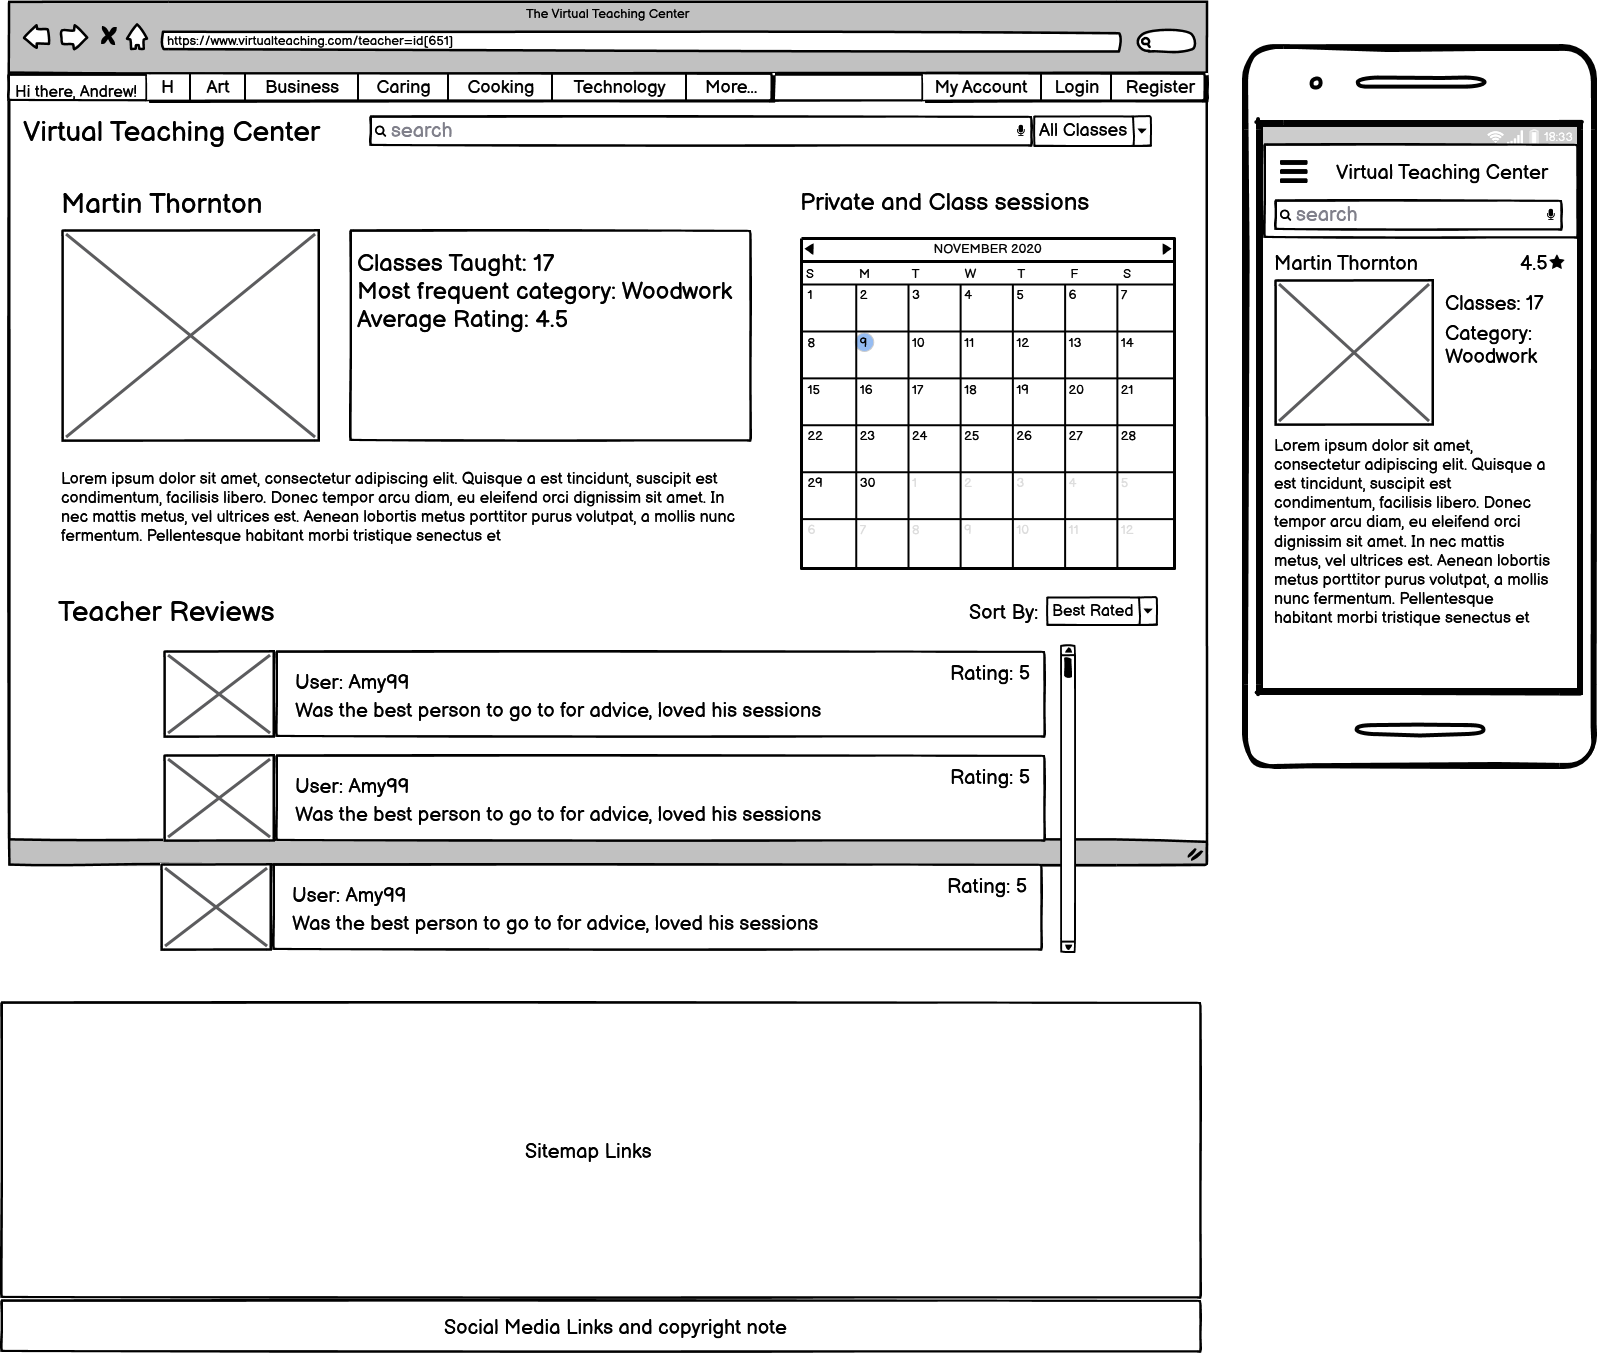 The Virtual Teaching Center
https://www.virtualteaching.com/teacher=id[651]
Hi there, Andrew! H Art Business Caring Cooking Technology More... My Account Login Register
Virtual Teaching Center search All Classes
Martin Thornton
Classes Taught: 17
Most frequent category: Woodwork
Average Rating: 4.5
Lorem ipsum dolor sit amet, consectetur adipiscing elit. Quisque a est tincidunt, suscipit est
condimentum, facilisis libero. Donec tempor arcu diam, eu eleifend orci dignissim sit amet. In
nec mattis metus, vel ultrices est. Aenean lobortis metus porttitor purus volutpat, a mollis nunc
fermentum. Pellentesque habitant morbi tristique senectus et
Private and Class sessions
NOVEMBER 2020
S M T W T F S
1 2 3 4 5 6 7
8 9 10 11 12 13 14
15 16 17 18 19 20 21
22 23 24 25 26 27 28
29 30 1 2 3 4 5
6 7 8 9 10 11 12
Teacher Reviews
Sort By: Best Rated
User: Amy99 Rating: 5
Was the best person to go to for advice, loved his sessions
User: Amy99 Rating: 5
Was the best person to go to for advice, loved his sessions
User: Amy99 Rating: 5
Was the best person to go to for advice, loved his sessions
Sitemap Links
Social Media Links and copyright note
18:33
Virtual Teaching Center
search
Martin Thornton 4.5
Classes: 17
Category:
Woodwork
Lorem ipsum dolor sit amet,
consectetur adipiscing elit. Quisque a
est tincidunt, suscipit est
condimentum, facilisis libero. Donec
tempor arcu diam, eu eleifend orci
dignissim sit amet. In nec mattis
metus, vel ultrices est. Aenean lobortis
metus porttitor purus volutpat, a mollis
nunc fermentum. Pellentesque
habitant morbi tristique senectus et